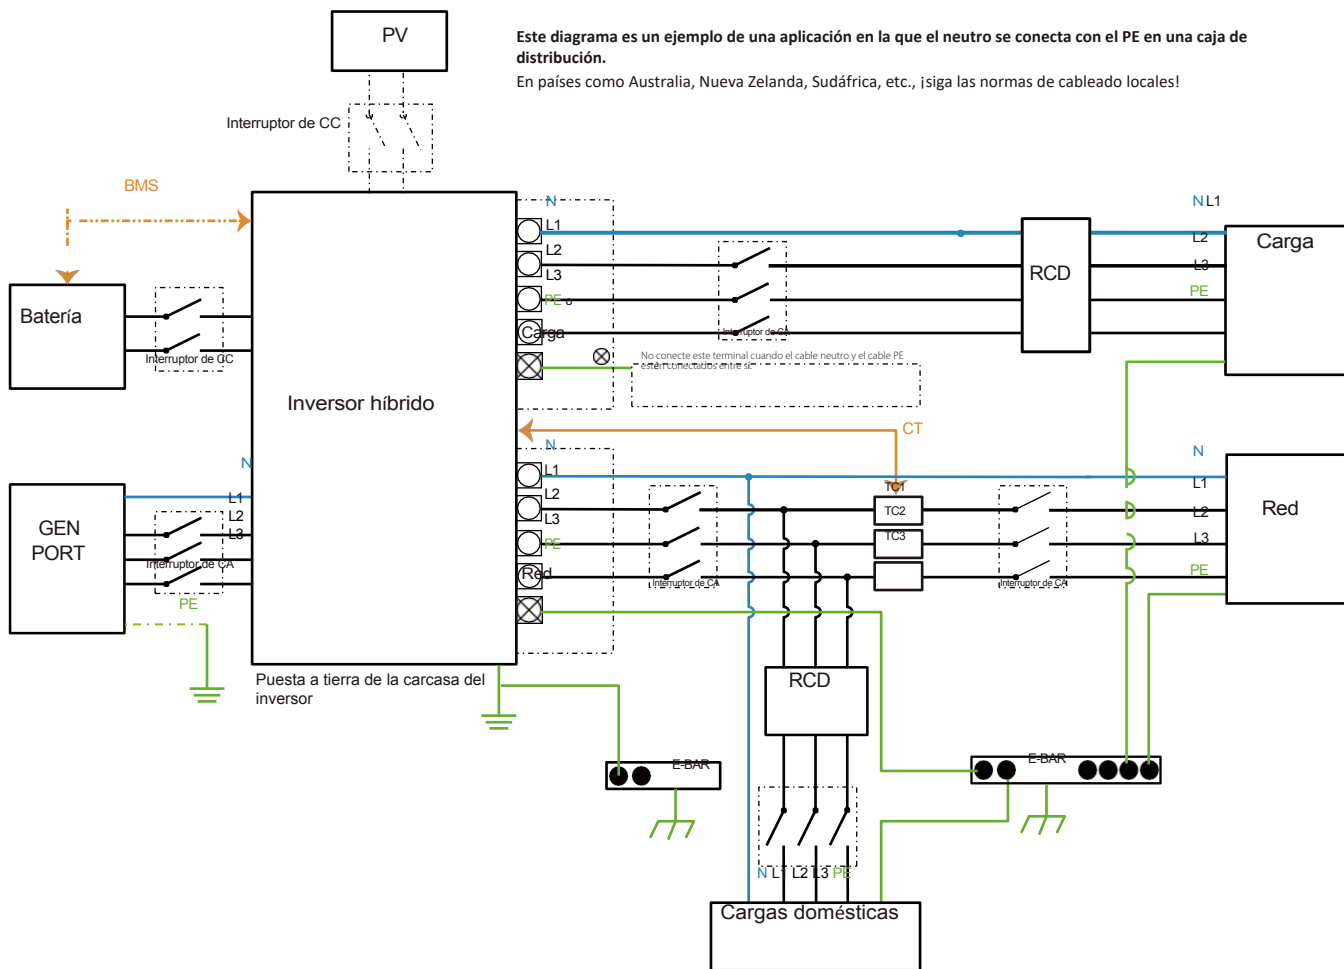 PV
Este diagrama es un ejemplo de una aplicación en la que el neutro se conecta con el PE en una caja de
distribución.
En países como Australia, Nueva Zelanda, Sudáfrica, etc., ¡siga las normas de cableado locales!
Interruptor de CC
BMS
N
L1
L2
L3
PE
o
Carga
Interruptor de CA
No conecte este terminal cuando el cable neutro y el cable PE
estén conectados entre sí.
RCD
N L1
L2
L3
PE
Carga
Batería
Interruptor de CC
Inversor híbrido
CT
N
L1
L2
L3
PE
Red
Interruptor de CA
TC1
TC2
TC3
Interruptor de CA
N
L1
L2
L3
PE
Red
N
L1
L2
L3
GEN
PORT
Interruptor de CA
PE
Puesta a tierra de la carcasa del
inversor
RCD
E-BAR
E-BAR
N L1 L2 L3 PE
Cargas domésticas